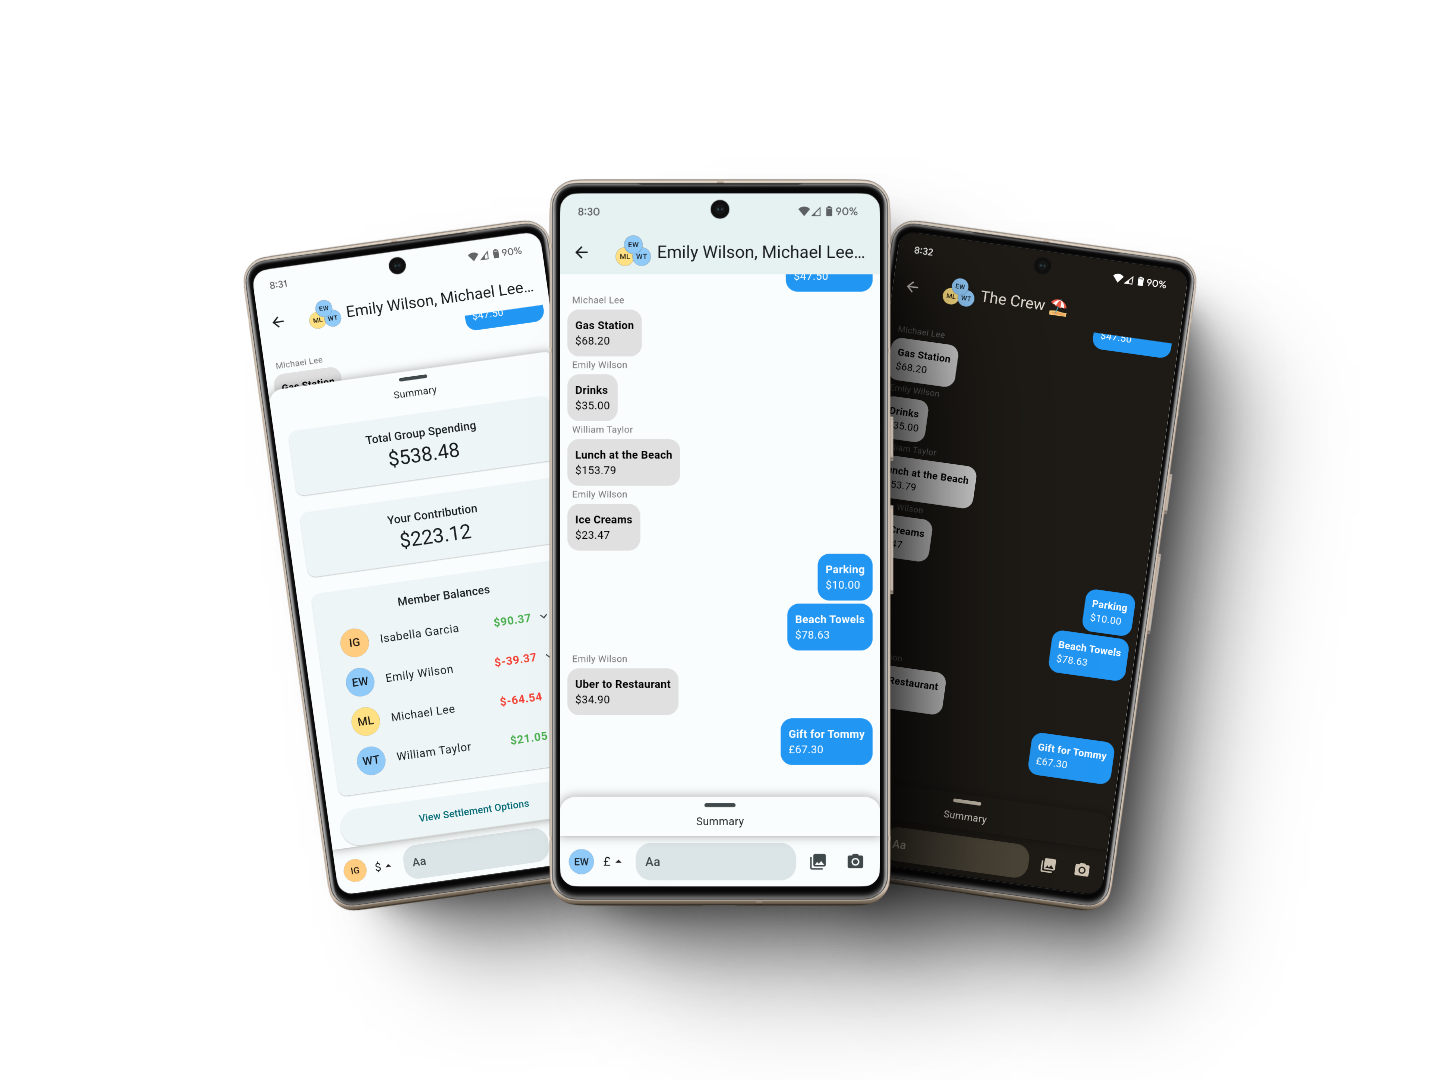 8:31
90%
EW
ML
WT
Emily Wilson, Michael Lee...
$47.50
Michael Lee
Gas Station
Summary
Total Group Spending
$538.48
Your Contribution
$223.12
Member Balances
IG
Isabella Garcia
$90.37
EW
Emily Wilson
$-39.37
ML
Michael Lee
$-64.54
WT
William Taylor
$21.05
View Settlement Options
IG
$
Aa
8:30
90%
EW
ML
WT
Emily Wilson, Michael Lee...
$47.50
Michael Lee
Gas Station
$68.20
Emily Wilson
Drinks
$35.00
William Taylor
Lunch at the Beach
$153.79
Emily Wilson
Ice Creams
$23.47
Parking
$10.00
Beach Towels
$78.63
Emily Wilson
Uber to Restaurant
$34.90
Gift for Tommy
£67.30
Summary
EW
£
Aa
8:32
90%
EW
ML
WT
The Crew
$47.50
Michael Lee
Gas Station
$68.20
Emily Wilson
Drinks
35.00
iam Taylor
nch at the Beach
53.79
Wilson
Creams
47
Parking
$10.00
Beach Towels
$78.63
on
Restaurant
Gift for Tommy
£67.30
Summary
Aa